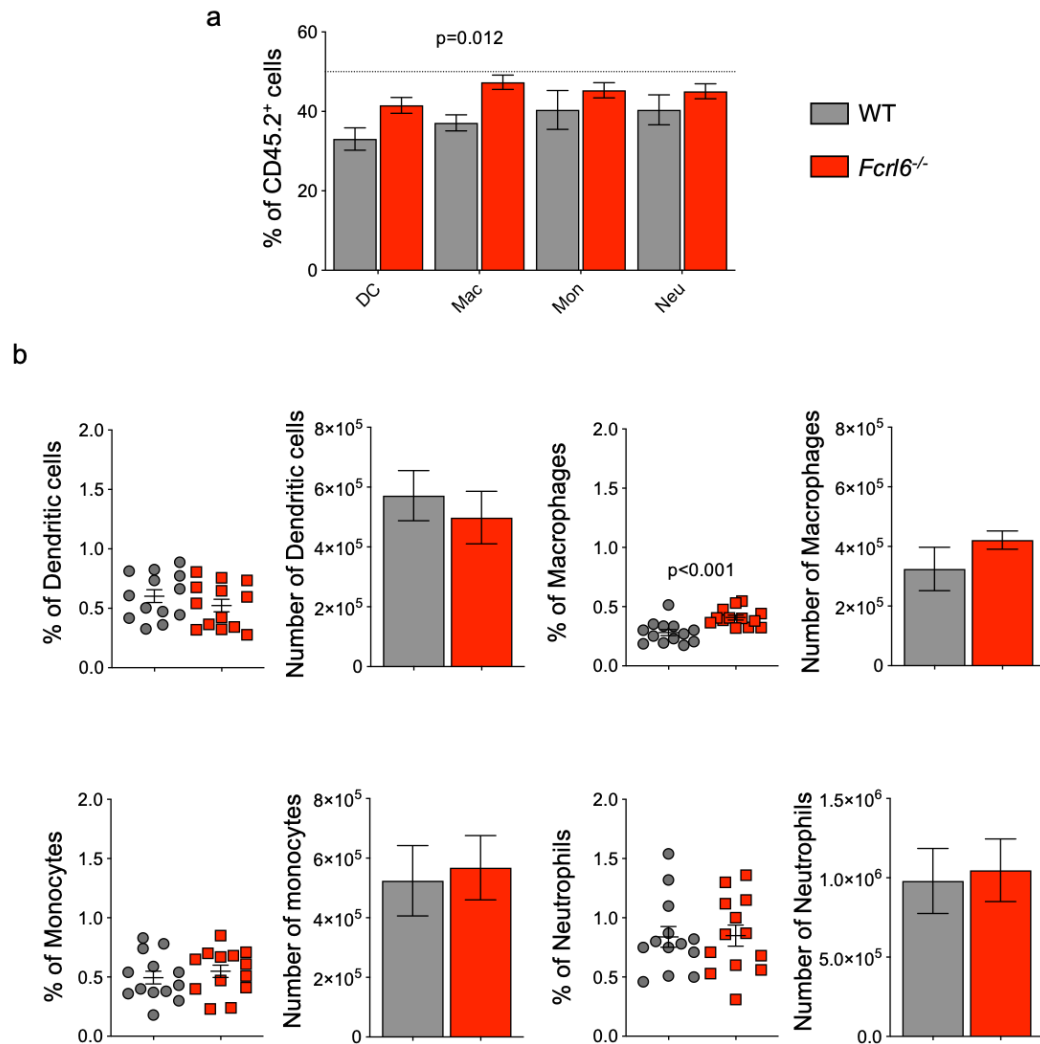 a
% of CD45.2⁺ cells
60
40
20
0
p=0.012
DC
Mac
Mon
Neu
WT
Fcrl6⁻/⁻
b
% of Dendritic cells
2.0
1.5
1.0
0.5
0.0
Number of Dendritic cells
8×10⁵
6×10⁵
4×10⁵
2×10⁵
0
% of Macrophages
2.0
1.5
1.0
0.5
0.0
p<0.001
Number of Macrophages
8×10⁵
6×10⁵
4×10⁵
2×10⁵
0
% of Monocytes
2.0
1.5
1.0
0.5
0.0
Number of monocytes
8×10⁵
6×10⁵
4×10⁵
2×10⁵
0
% of Neutrophils
2.0
1.5
1.0
0.5
0.0
Number of Neutrophils
1.5×10⁶
1.0×10⁶
5.0×10⁵
0